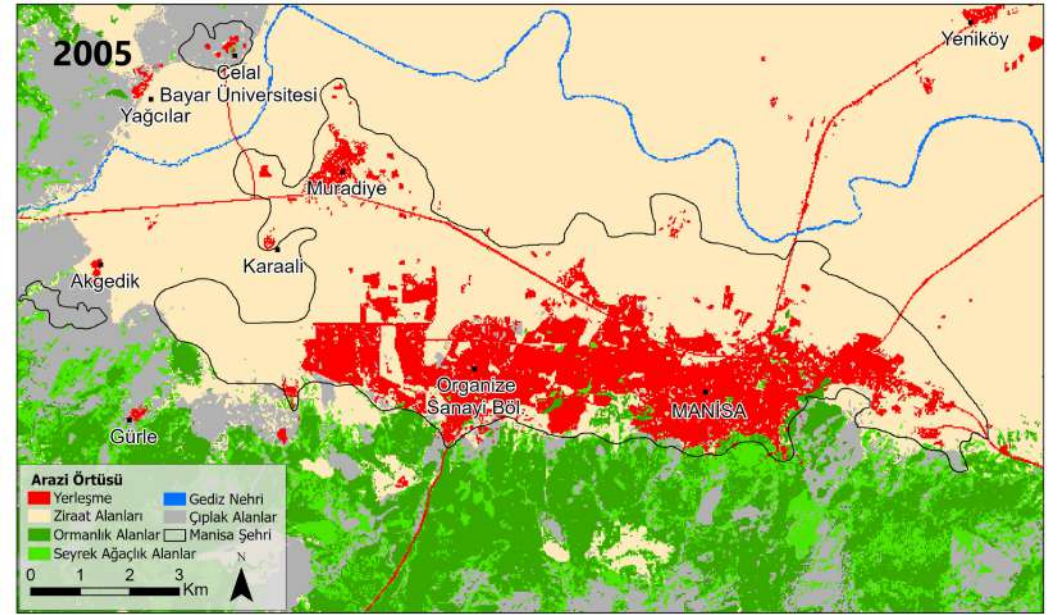 2005
Yeniköy
Celal
Bayar Üniversitesi
Yağcılar
Muradiye
Karaali
Akgedik
Organize
Sanayi Böl.
MANİSA
Gürle
Arazi Örtüsü
Yerleşme
Gediz Nehri
Ziraat Alanları
Çıplak Alanlar
Ormanlık Alanlar
Manisa Şehri
Seyrek Ağaçlık Alanlar
N
0 1 2 3
Km